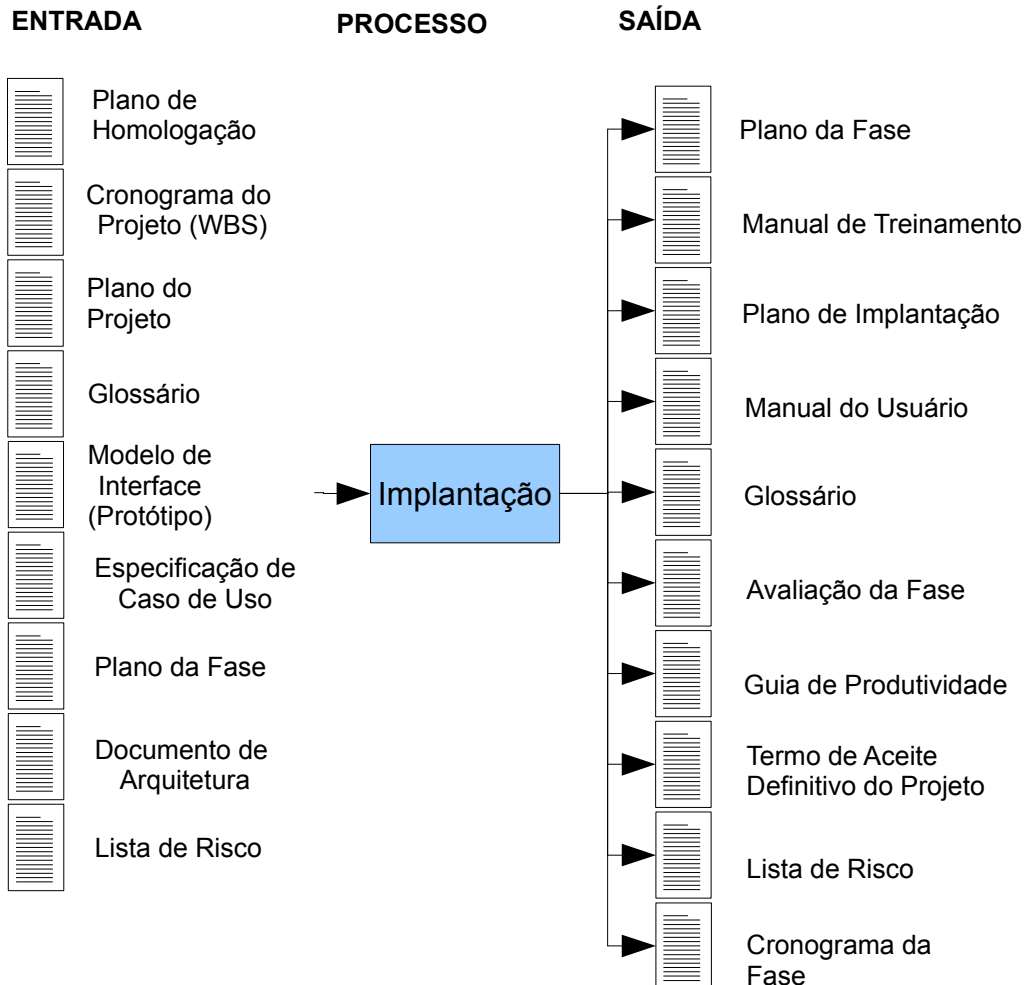 ENTRADA
PROCESSO
SAÍDA
Plano de
Homologação
Cronograma do
Projeto (WBS)
Plano do
Projeto
Glossário
Modelo de
Interface
(Protótipo)
Especificação de
Caso de Uso
Plano da Fase
Documento de
Arquitetura
Lista de Risco
Implantação
Plano da Fase
Manual de Treinamento
Plano de Implantação
Manual do Usuário
Glossário
Avaliação da Fase
Guia de Produtividade
Termo de Aceite
Definitivo do Projeto
Lista de Risco
Cronograma da
Fase